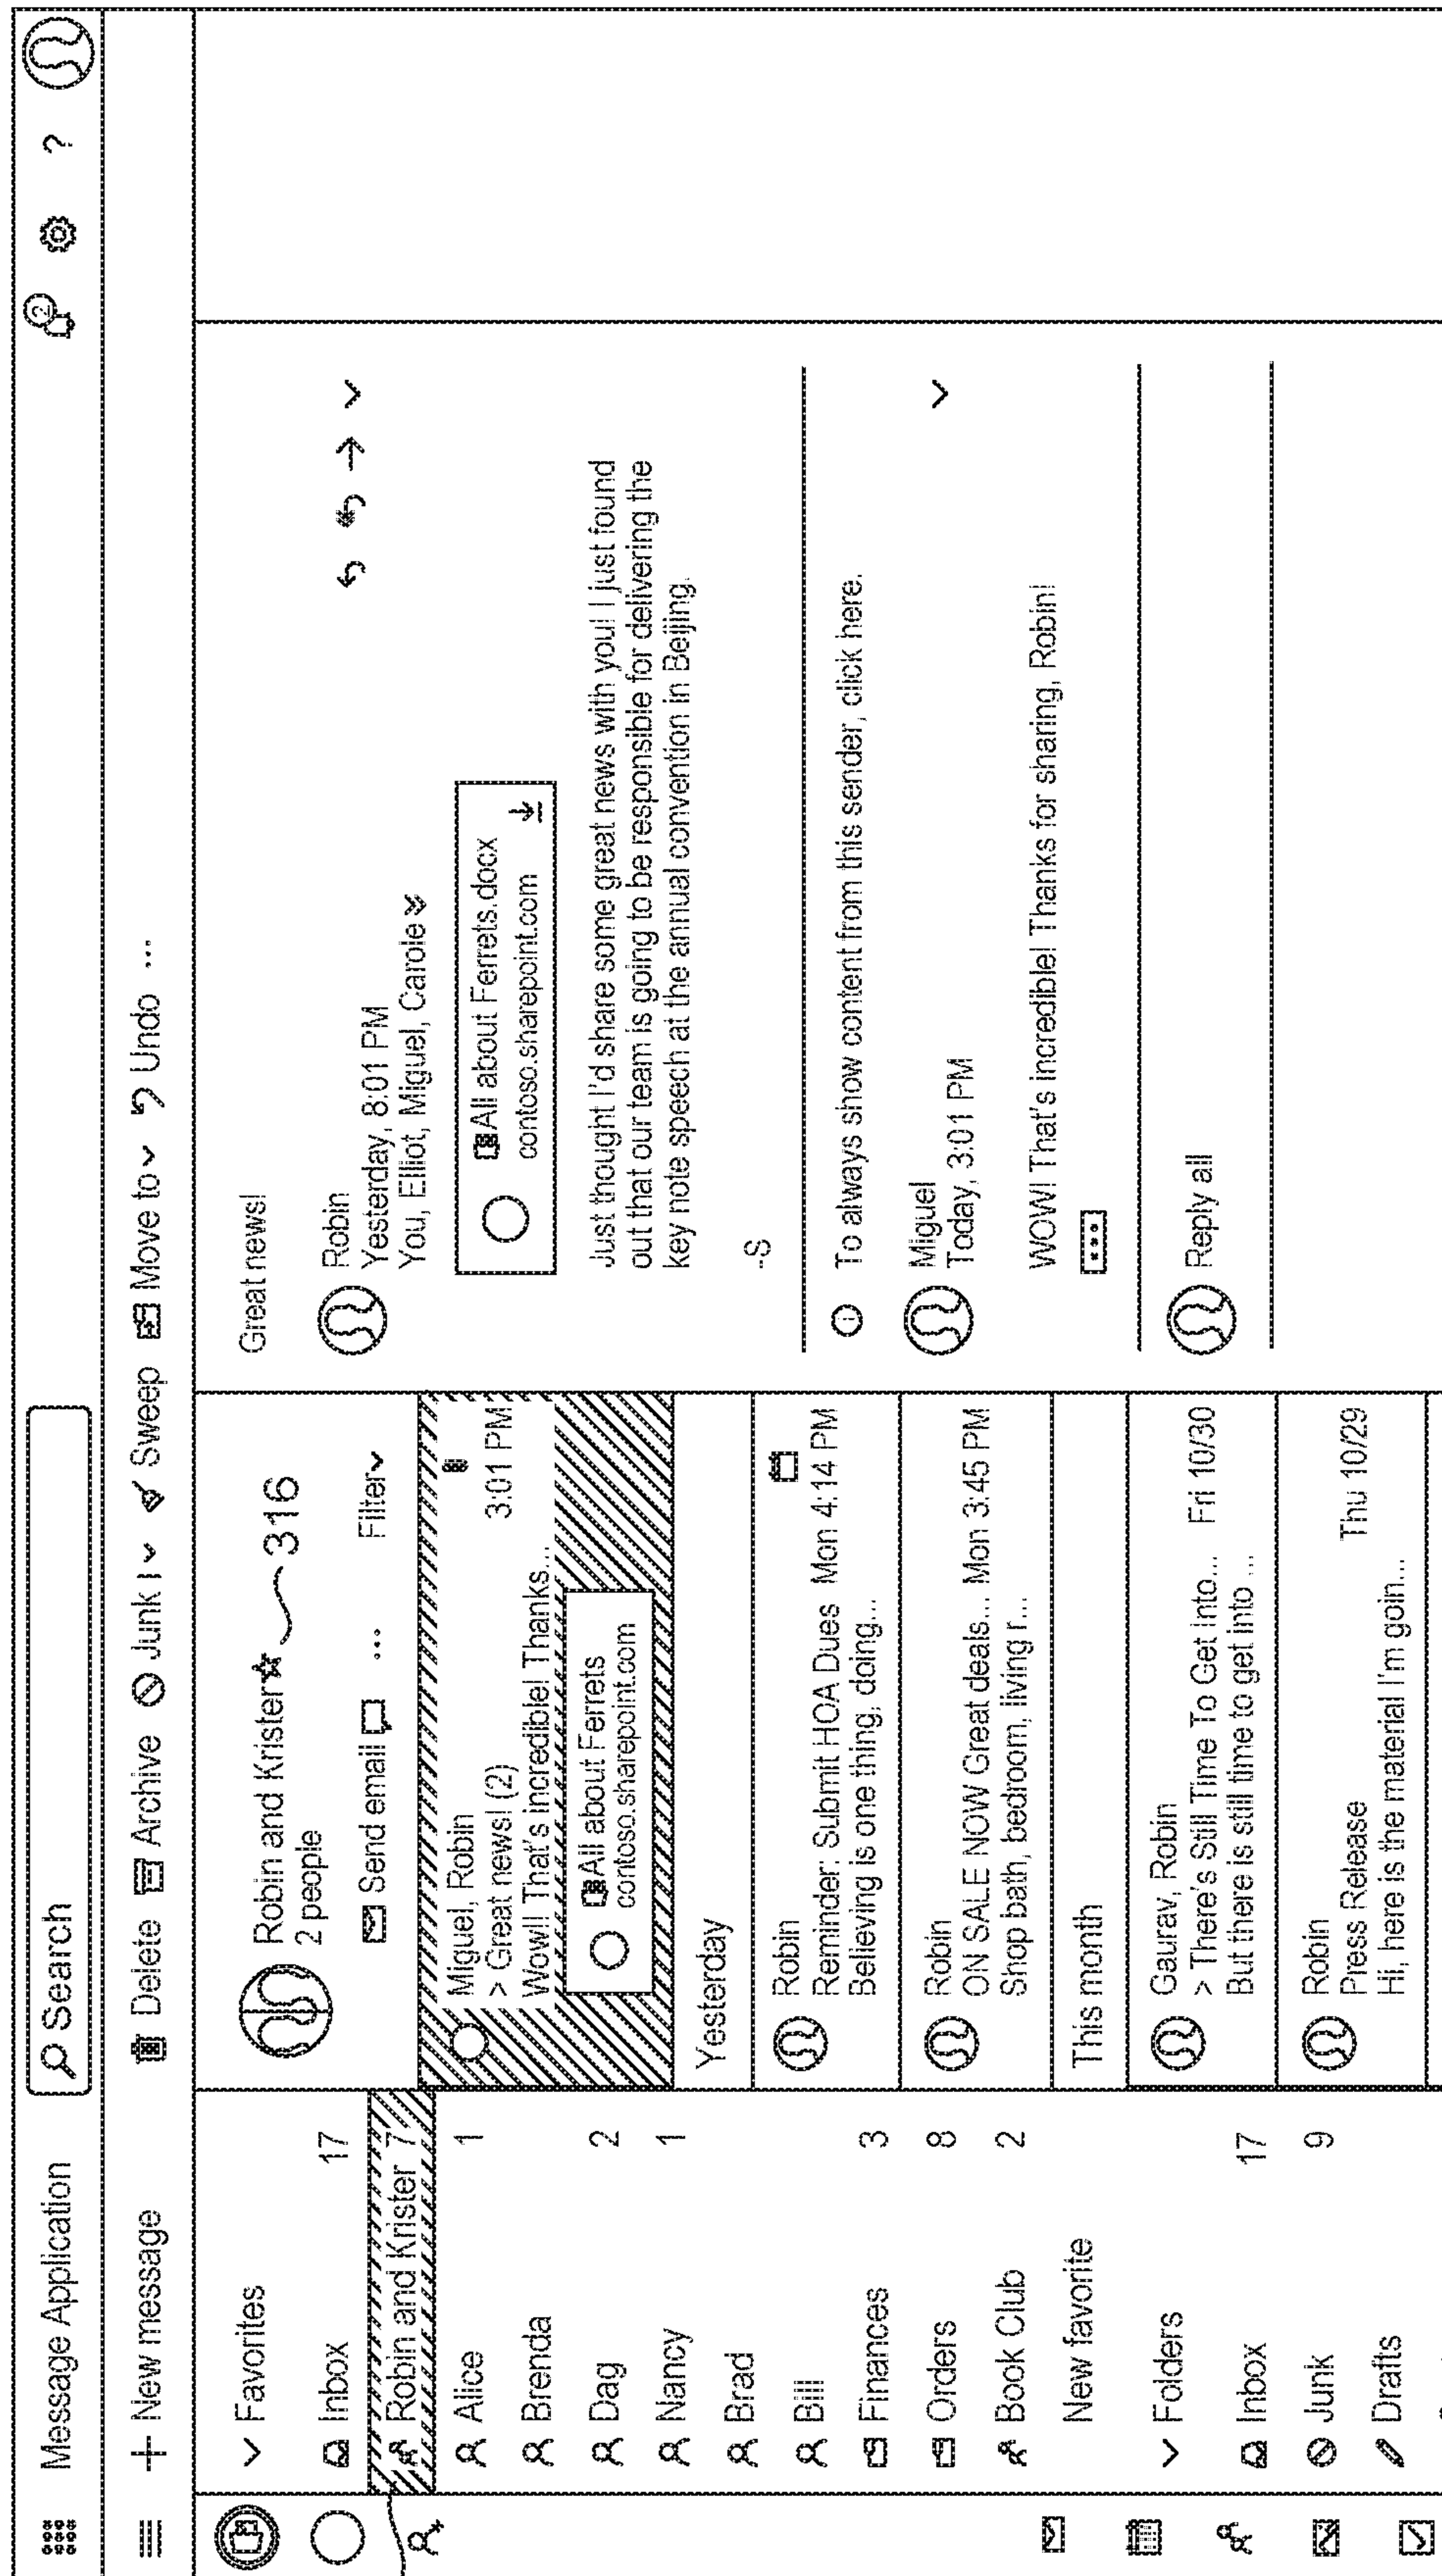 Message Application
Search
2
?
New message
Delete
Archive
Junk
Sweep
Move to
Undo ...
Favorites
Inbox 17
Robin and Krister 7
Alice 1
Brenda
Dag 2
Nancy 1
Brad
Bill
Finances 3
Orders 8
Book Club 2
New favorite
Folders
Inbox 17
Junk 9
Drafts
Robin and Krister☆ 316
2 people
Send email ... Filter
Miguel, Robin
> Great news! (2) 3:01 PM
Wow!! That's incredible! Thanks...
All about Ferrets
contoso.sharepoint.com
Yesterday
Robin
Reminder: Submit HOA Dues Mon 4:14 PM
Believing is one thing, doing...
Robin
ON SALE NOW Great deals... Mon 3:45 PM
Shop bath, bedroom, living r...
This month
Gaurav, Robin
> There's Still Time To Get Into... Fri 10/30
But there is still time to get into ...
Robin
Press Release Thu 10/29
Hi, here is the material I'm goin...
Great news!
Robin
Yesterday, 8:01 PM
You, Elliot, Miguel, Carole
All about Ferrets.docx
contoso.sharepoint.com
Just thought I'd share some great news with you! I just found
out that our team is going to be responsible for delivering the
key note speech at the annual convention in Beijing.
-S
To always show content from this sender, click here.
Miguel
Today, 3:01 PM
WOW! That's incredible! Thanks for sharing, Robin!
Reply all